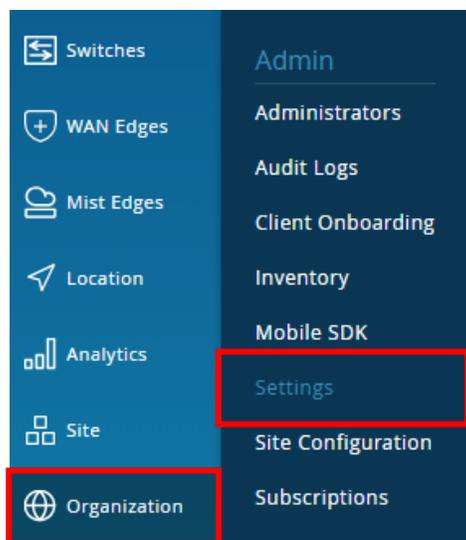 Switches
WAN Edges
Mist Edges
Location
Analytics
Site
Organization
Admin
Administrators
Audit Logs
Client Onboarding
Inventory
Mobile SDK
Settings
Site Configuration
Subscriptions